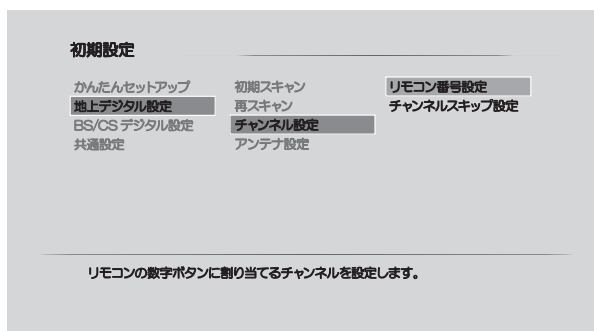 初期設定
かんたんセットアップ
地上デジタル設定
BS/CS デジタル設定
共通設定
初期スキャン
再スキャン
チャンネル設定
アンテナ設定
リモコン番号設定
チャンネルスキップ設定
リモコンの数字ボタンに割り当てるチャンネルを設定します。